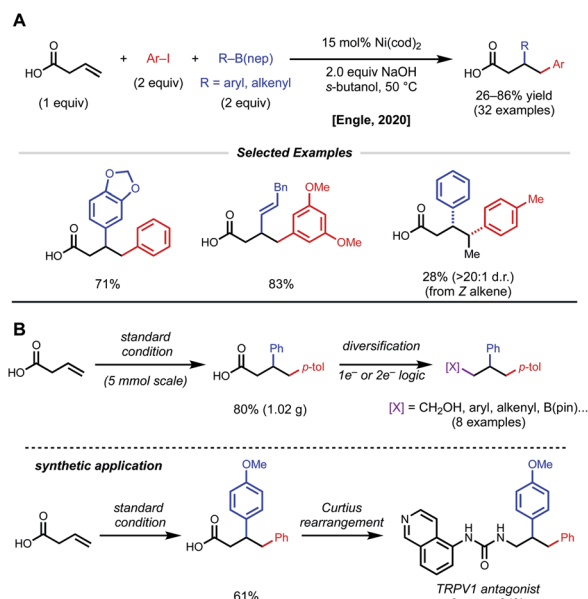 A
O
HO
(1 equiv)
+
Ar–I
(2 equiv)
+
R–B(nep)
R = aryl, alkenyl
(2 equiv)
15 mol% Ni(cod)₂
2.0 equiv NaOH
s-butanol, 50 °C
[Engle, 2020]
O
HO
R
Ar
26–86% yield
(32 examples)
Selected Examples
O
O
O
HO
71%
Bn
O
HO
OMe
OMe
83%
O
HO
Me
Me
28% (>20:1 d.r.)
(from Z alkene)
B
O
HO
standard
condition
(5 mmol scale)
O
HO
Ph
p-tol
80% (1.02 g)
diversification
1e⁻ or 2e⁻ logic
[X]
Ph
p-tol
[X] = CH₂OH, aryl, alkenyl, B(pin)...
(8 examples)
synthetic application
O
HO
standard
condition
OMe
O
HO
Ph
61%
Curtius
rearrangement
OMe
N
H
N
H
N
O
Ph
TRPV1 antagonist